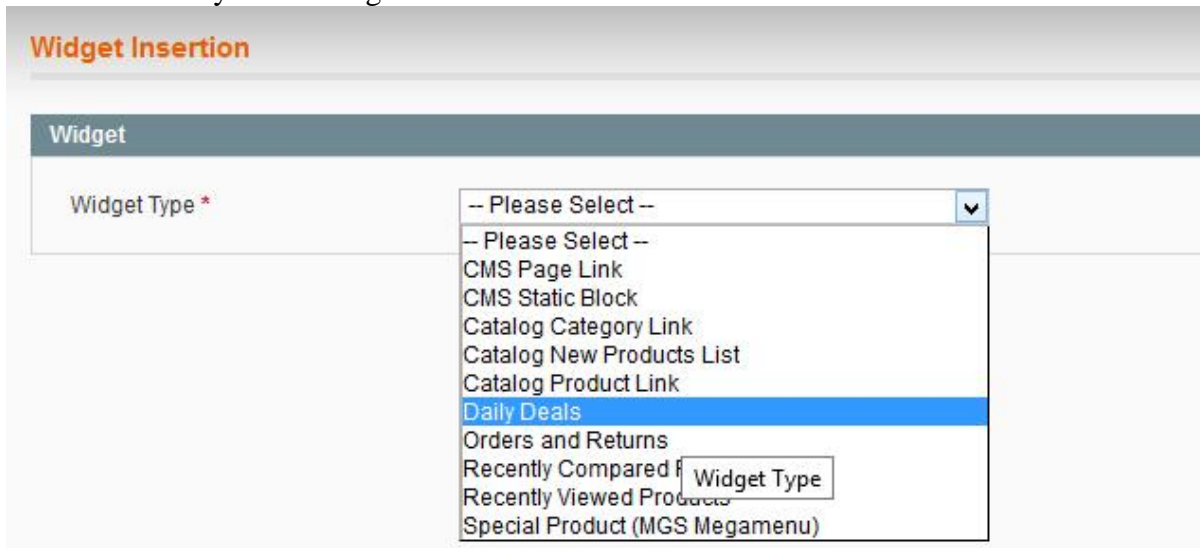 Widget Insertion
Widget
Widget Type *
-- Please Select --
-- Please Select --
CMS Page Link
CMS Static Block
Catalog Category Link
Catalog New Products List
Catalog Product Link
Daily Deals
Orders and Returns
Recently Compared
Widget Type
Recently Viewed Products
Special Product (MGS Megamenu)